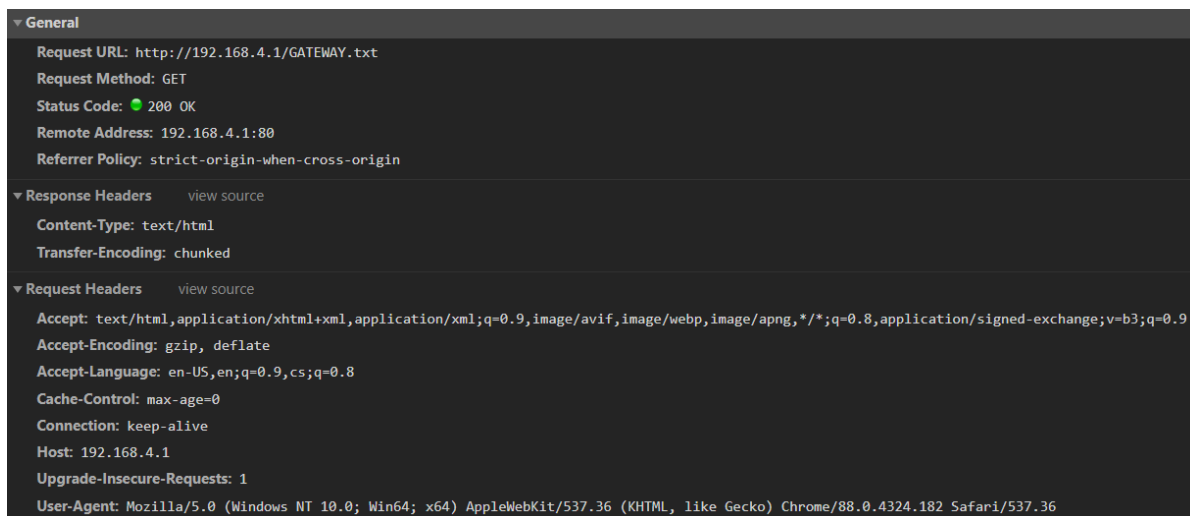 General
Request URL: http://192.168.4.1/GATEWAY.txt
Request Method: GET
Status Code: 200 OK
Remote Address: 192.168.4.1:80
Referrer Policy: strict-origin-when-cross-origin
Response Headers view source
Content-Type: text/html
Transfer-Encoding: chunked
Request Headers view source
Accept: text/html,application/xhtml+xml,application/xml;q=0.9,image/avif,image/webp,image/apng,*/*;q=0.8,application/signed-exchange;v=b3;q=0.9
Accept-Encoding: gzip, deflate
Accept-Language: en-US,en;q=0.9,cs;q=0.8
Cache-Control: max-age=0
Connection: keep-alive
Host: 192.168.4.1
Upgrade-Insecure-Requests: 1
User-Agent: Mozilla/5.0 (Windows NT 10.0; Win64; x64) AppleWebKit/537.36 (KHTML, like Gecko) Chrome/88.0.4324.182 Safari/537.36